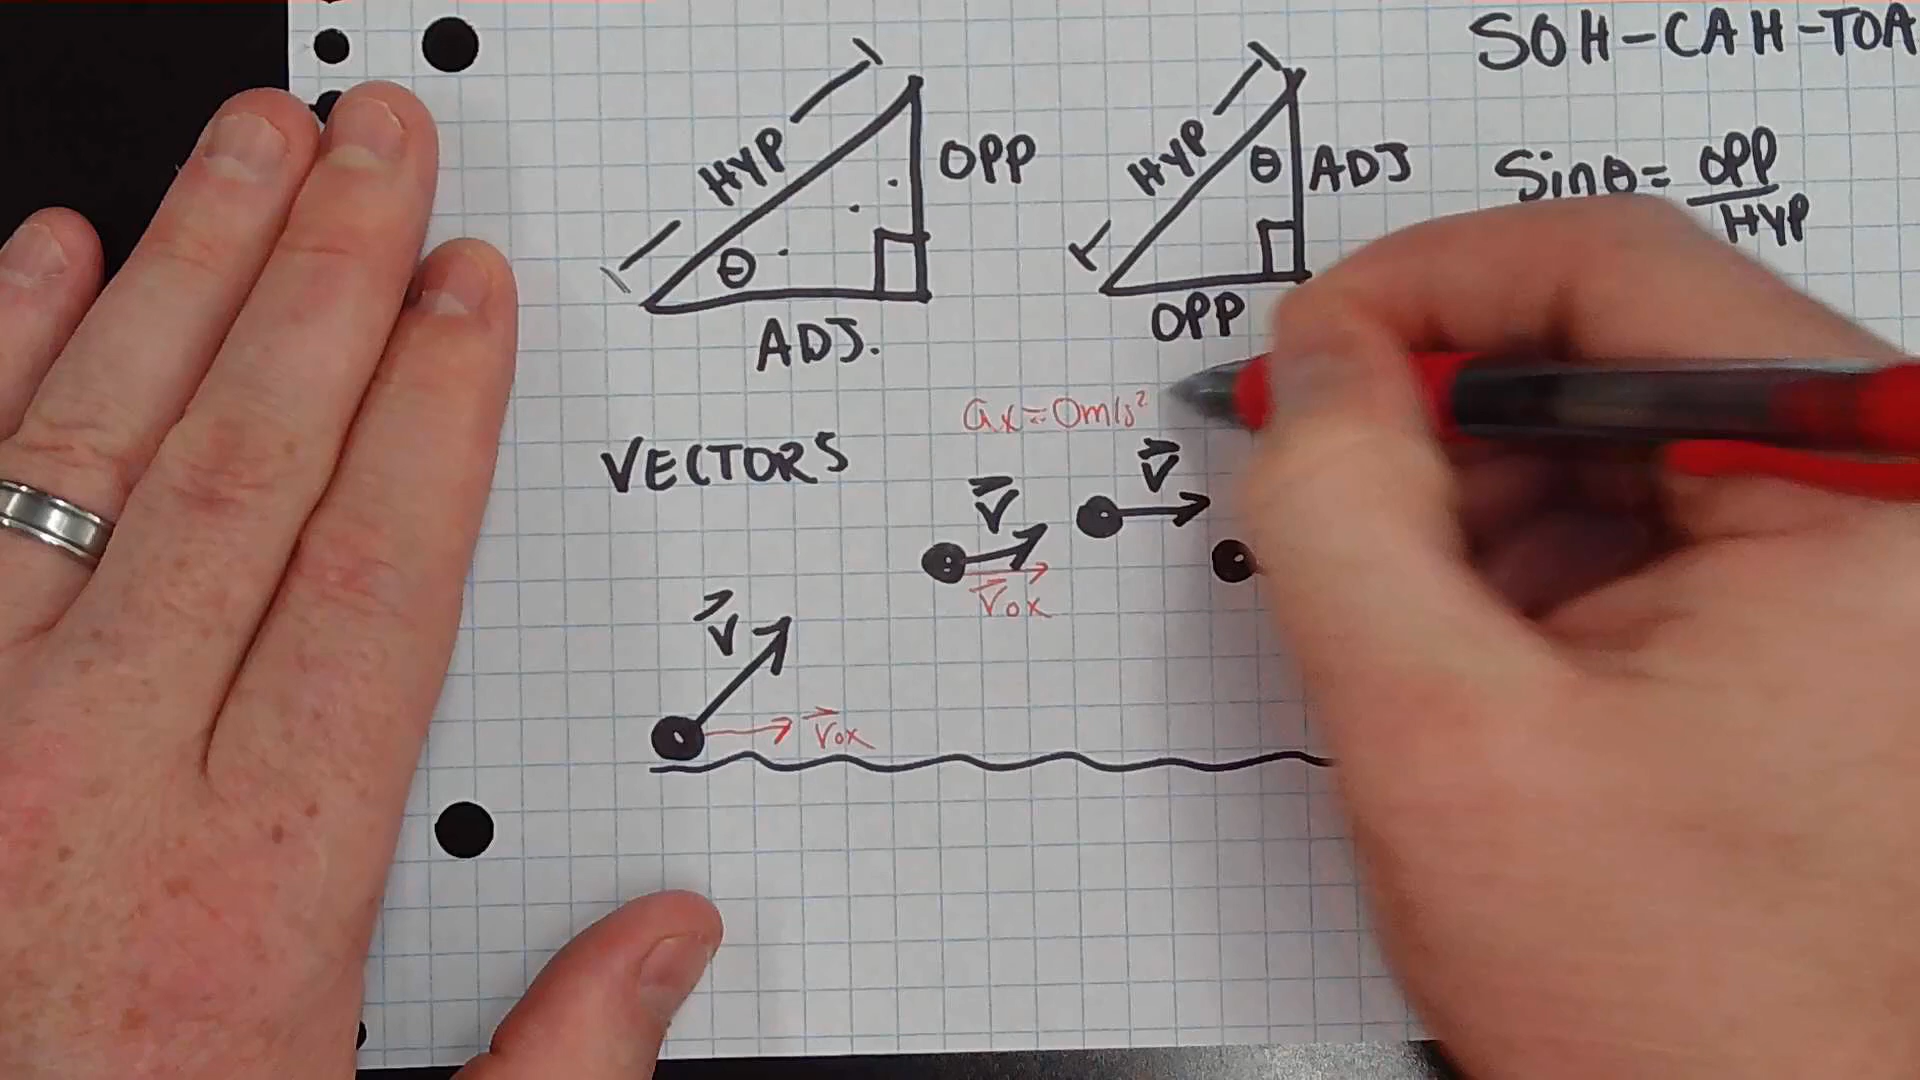 SOH-CAH-TOA
HYP
OPP
θ
ADJ.
HYP
θ
ADJ
OPP
Sinθ = OPP/HYP
VECTORS
ax=0m/s²
V
V
Vox
V
Vox